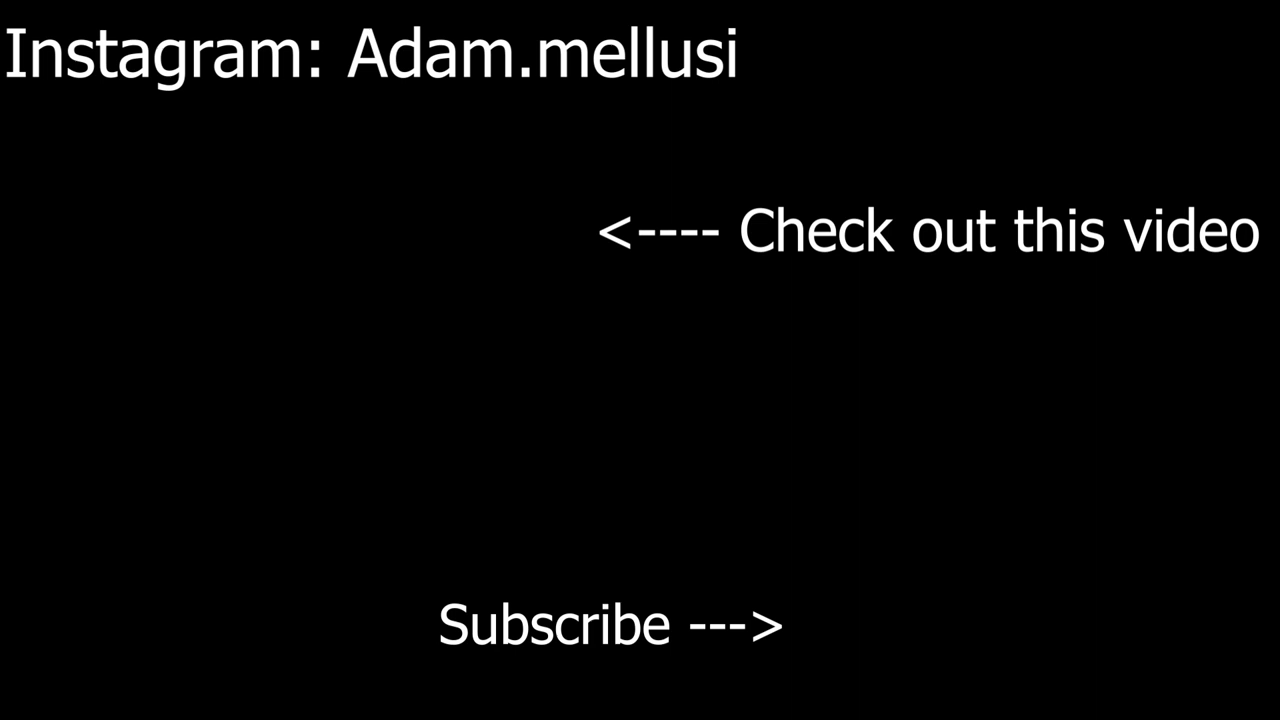 Instagram: Adam.mellusi
<---- Check out this video
Subscribe --->